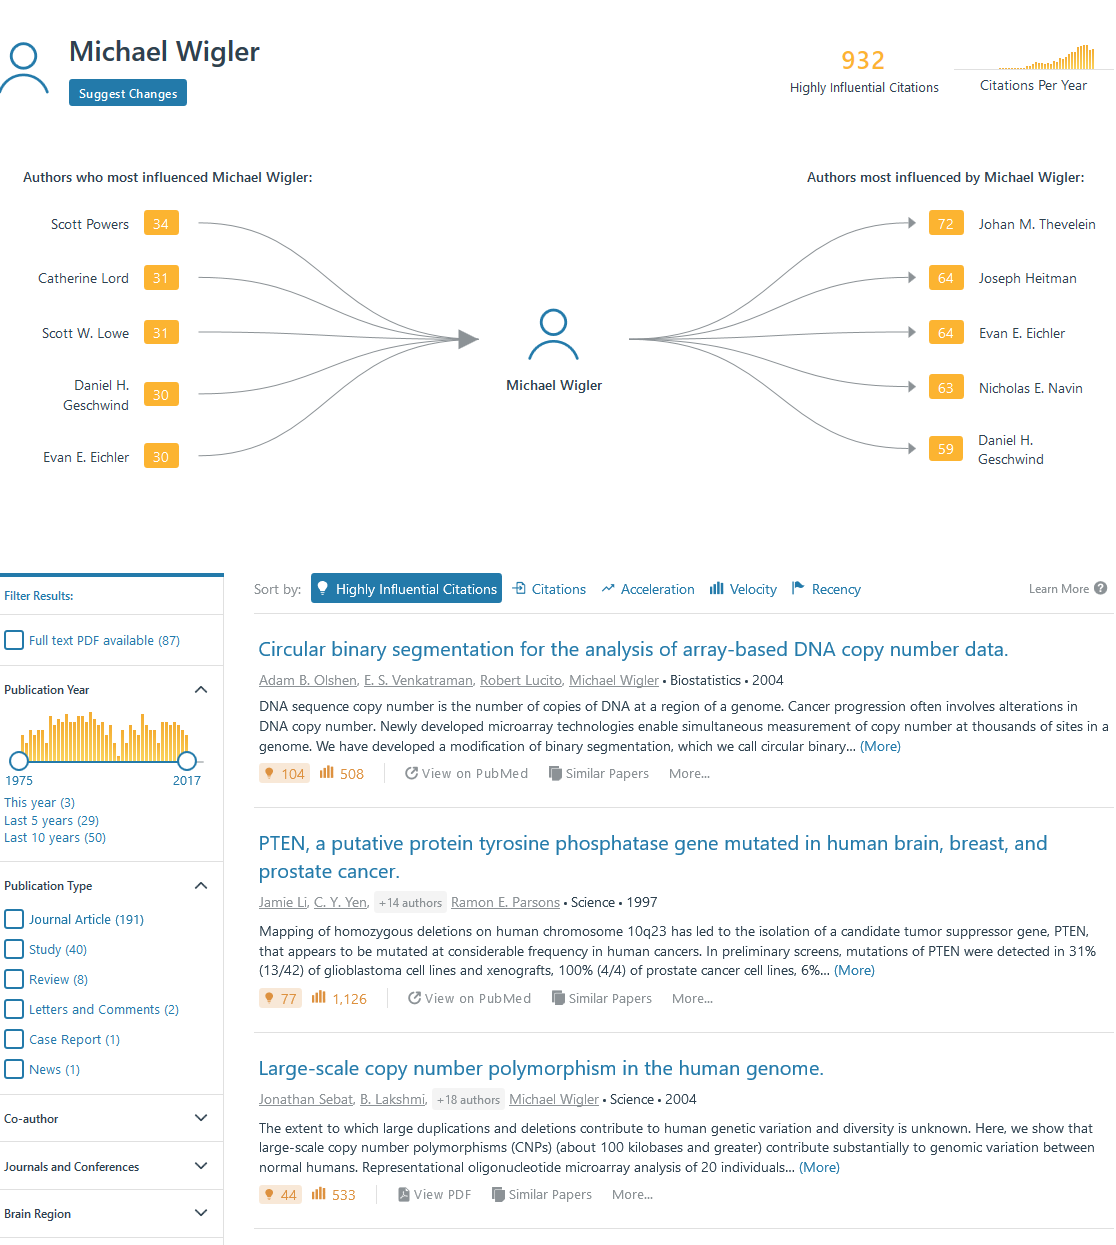 Michael Wigler
Suggest Changes
932
Highly Influential Citations
Citations Per Year
Authors who most influenced Michael Wigler:
Scott Powers 34
Catherine Lord 31
Scott W. Lowe 31
Daniel H.
Geschwind 30
Evan E. Eichler 30
Michael Wigler
Authors most influenced by Michael Wigler:
72 Johan M. Thevelein
64 Joseph Heitman
64 Evan E. Eichler
63 Nicholas E. Navin
59 Daniel H.
Geschwind
Filter Results:
Full text PDF available (87)
Publication Year
1975 2017
This year (3)
Last 5 years (29)
Last 10 years (50)
Publication Type
Journal Article (191)
Study (40)
Review (8)
Letters and Comments (2)
Case Report (1)
News (1)
Co-author
Journals and Conferences
Brain Region
Sort by: Highly Influential Citations Citations Acceleration Velocity Recency Learn More ?
Circular binary segmentation for the analysis of array-based DNA copy number data.
Adam B. Olshen, E. S. Venkatraman, Robert Lucito, Michael Wigler • Biostatistics • 2004
DNA sequence copy number is the number of copies of DNA at a region of a genome. Cancer progression often involves alterations in
DNA copy number. Newly developed microarray technologies enable simultaneous measurement of copy number at thousands of sites in a
genome. We have developed a modification of binary segmentation, which we call circular binary... (More)
104 508 View on PubMed Similar Papers More...
PTEN, a putative protein tyrosine phosphatase gene mutated in human brain, breast, and
prostate cancer.
Jamie Li, C. Y. Yen, +14 authors Ramon E. Parsons • Science • 1997
Mapping of homozygous deletions on human chromosome 10q23 has led to the isolation of a candidate tumor suppressor gene, PTEN,
that appears to be mutated at considerable frequency in human cancers. In preliminary screens, mutations of PTEN were detected in 31%
(13/42) of glioblastoma cell lines and xenografts, 100% (4/4) of prostate cancer cell lines, 6%... (More)
77 1,126 View on PubMed Similar Papers More...
Large-scale copy number polymorphism in the human genome.
Jonathan Sebat, B. Lakshmi, +18 authors Michael Wigler • Science • 2004
The extent to which large duplications and deletions contribute to human genetic variation and diversity is unknown. Here, we show that
large-scale copy number polymorphisms (CNPs) (about 100 kilobases and greater) contribute substantially to genomic variation between
normal humans. Representational oligonucleotide microarray analysis of 20 individuals... (More)
44 533 View PDF Similar Papers More...